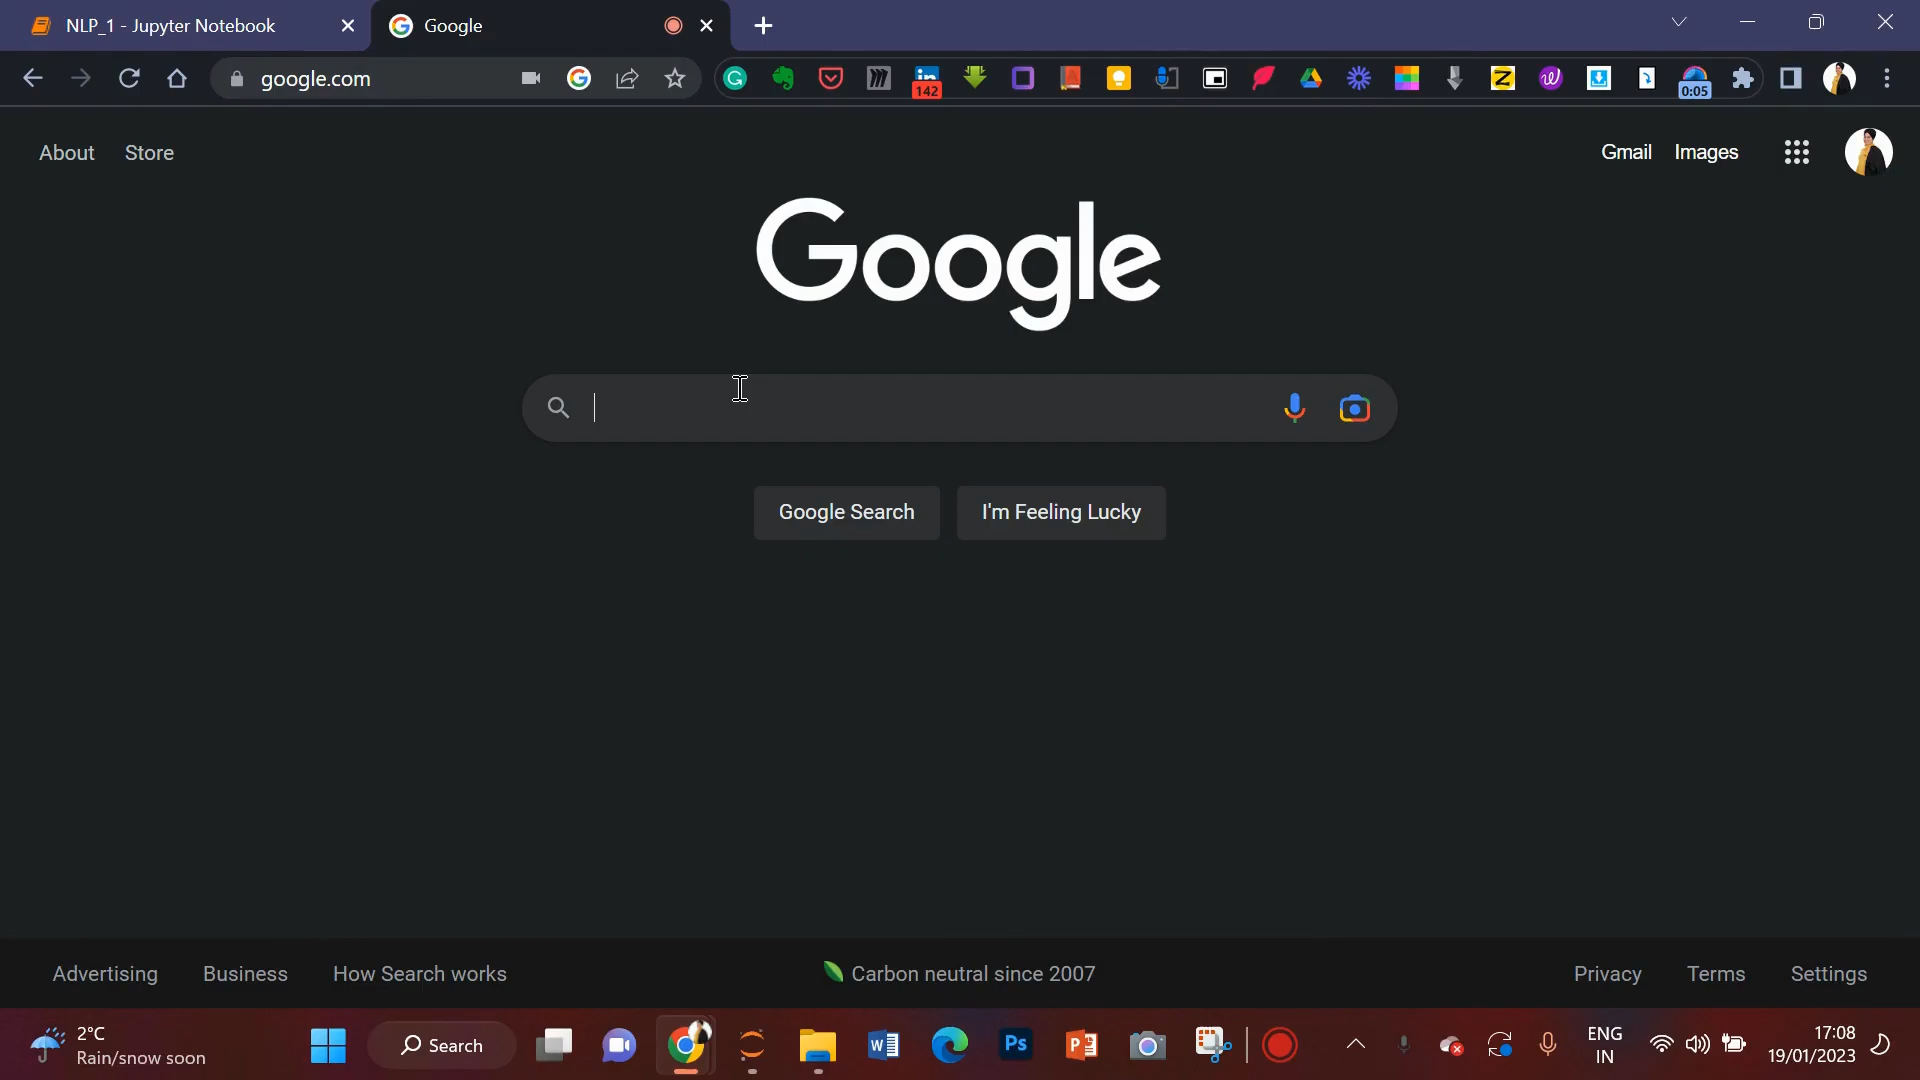 NLP_1 - Jupyter Notebook
Google
google.com
in
142
0:05
About Store
Gmail Images
Google
Google Search
I'm Feeling Lucky
Advertising Business How Search works
Carbon neutral since 2007
Privacy Terms Settings
2°C
Rain/snow soon
Search
W
Ps
P
ENG
IN
17:08
19/01/2023